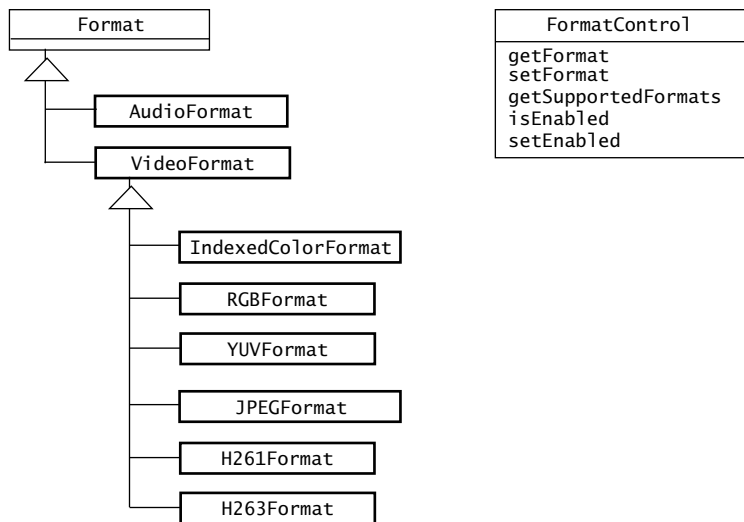 Format
AudioFormat
VideoFormat
IndexedColorFormat
RGBFormat
YUVFormat
JPEGFormat
H261Format
H263Format
FormatControl
getFormat
setFormat
getSupportedFormats
isEnabled
setEnabled